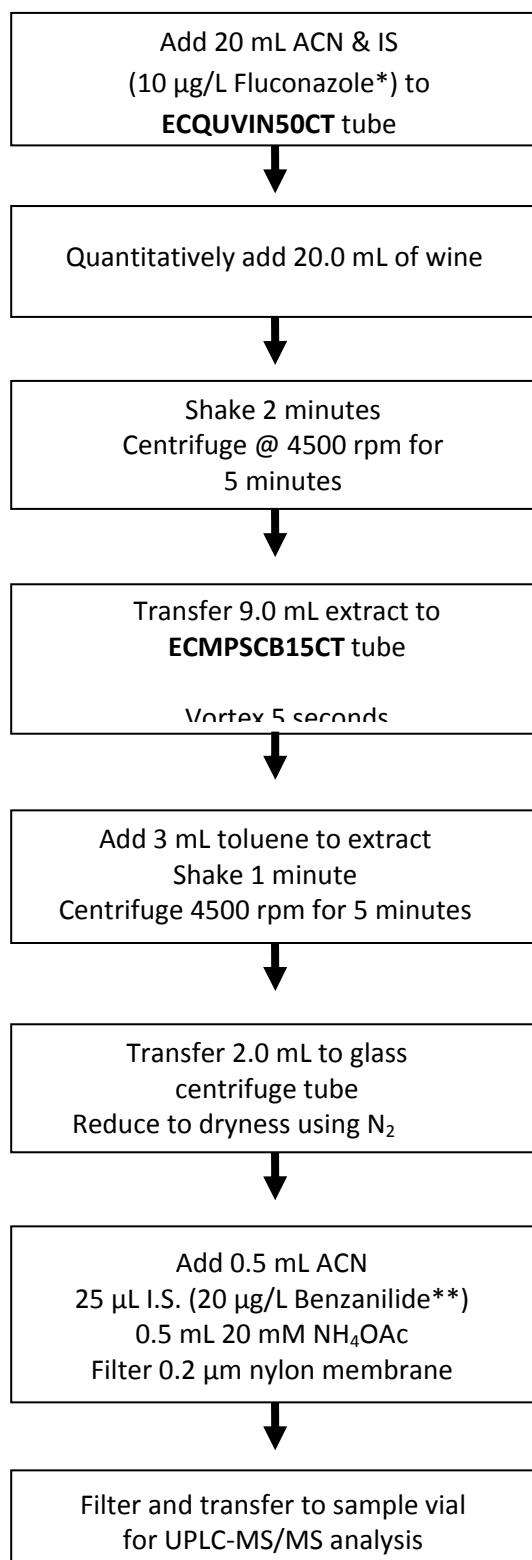 Add 20 mL ACN & IS
(10 µg/L Fluconazole*) to
ECQUVIN50CT tube
Quantitatively add 20.0 mL of wine
Shake 2 minutes
Centrifuge @ 4500 rpm for
5 minutes
Transfer 9.0 mL extract to
ECMPSCB15CT tube
Vortex 5 seconds
Add 3 mL toluene to extract
Shake 1 minute
Centrifuge 4500 rpm for 5 minutes
Transfer 2.0 mL to glass
centrifuge tube
Reduce to dryness using N₂
Add 0.5 mL ACN
25 µL I.S. (20 µg/L Benzanilide**)
0.5 mL 20 mM NH₄OAc
Filter 0.2 µm nylon membrane
Filter and transfer to sample vial
for UPLC-MS/MS analysis